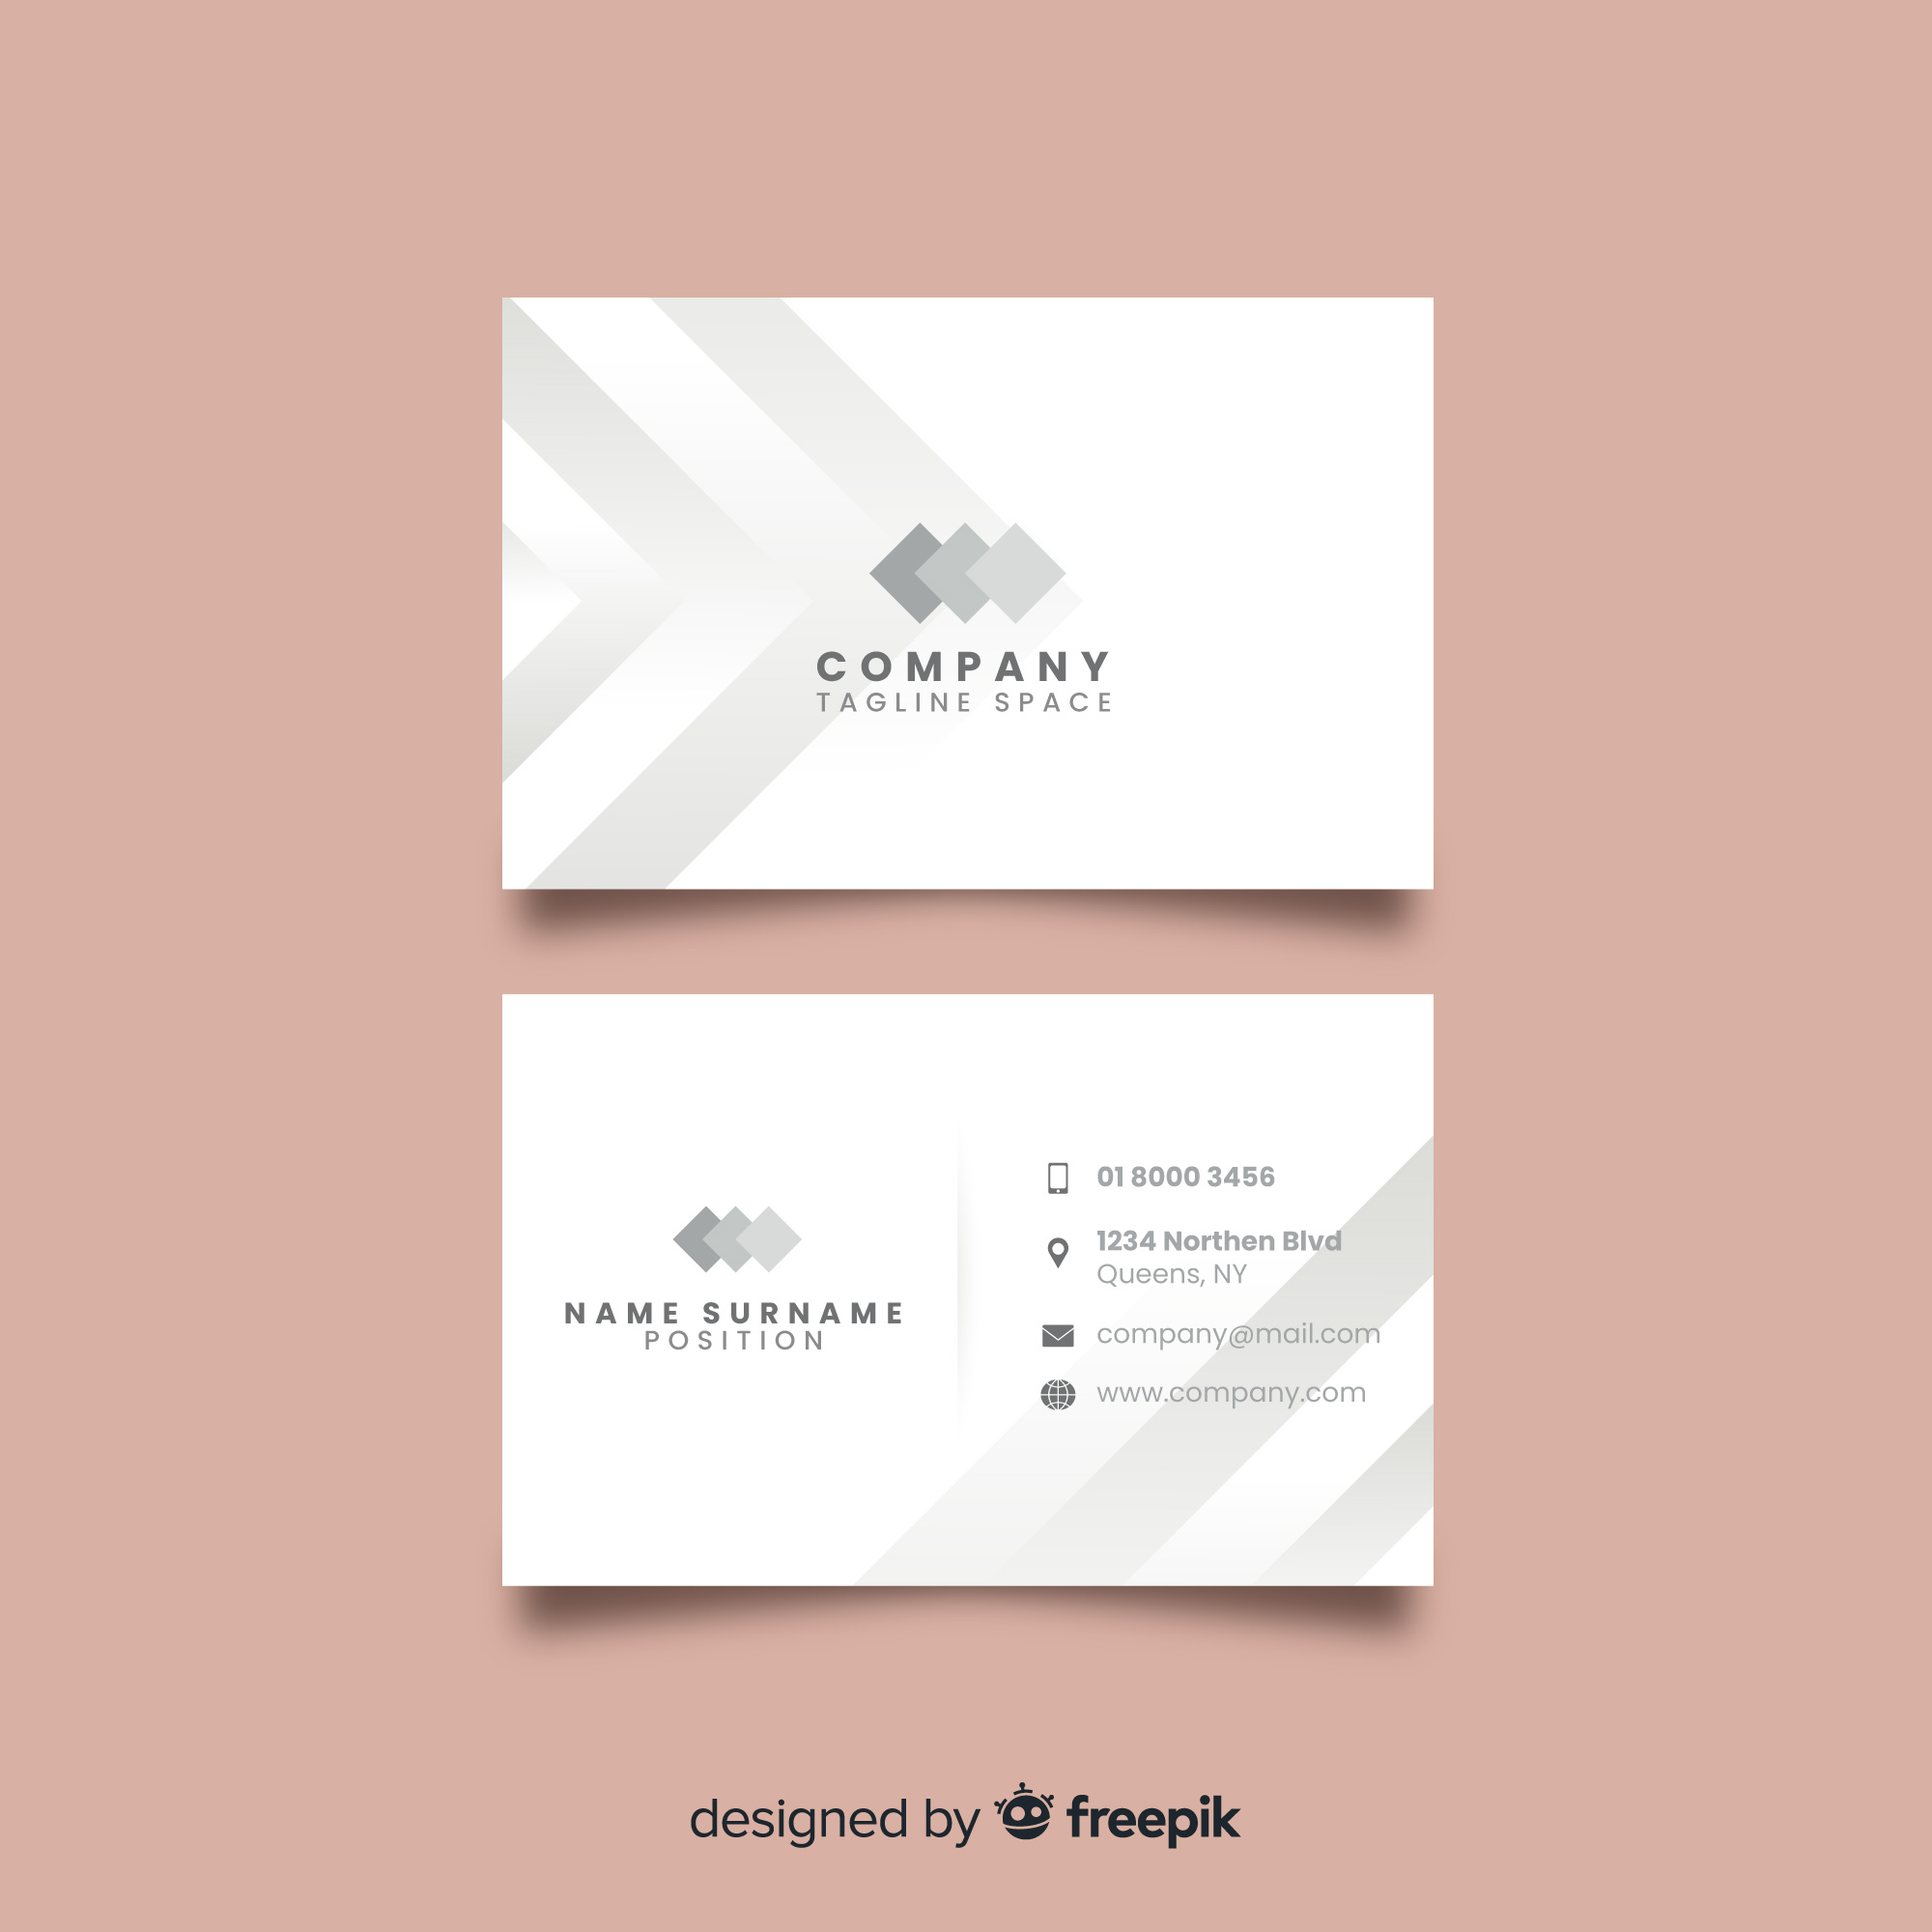 COMPANY
TAGLINE SPACE
NAME SURNAME
POSITION
01 8000 3456
1234 Northen Blvd
Queens, NY
company@mail.com
www.company.com
designed by freepik